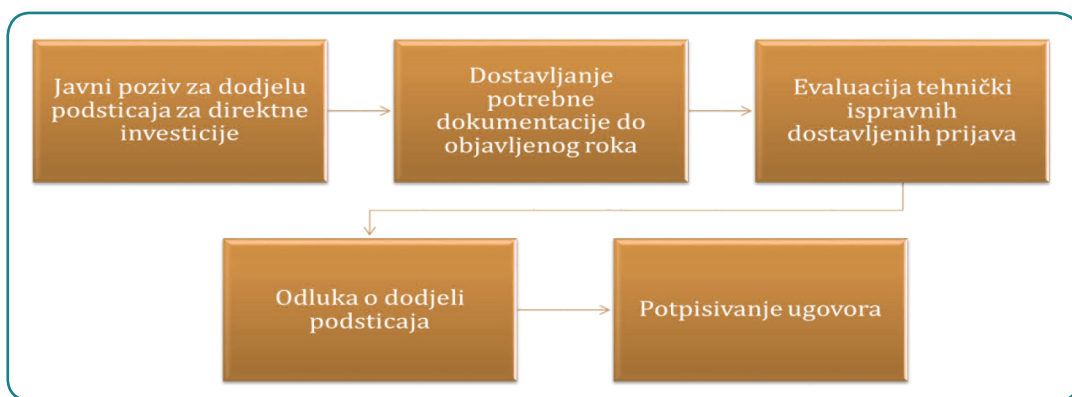 Javni poziv za dodjelu
podsticaja za direktne
investicije
Dostavljanje
potrebne
dokumentacije do
objavljenog roka
Evaluacija tehnički
ispravnih
dostavljenih prijava
Odluka o dodjeli
podsticaja
Potpisivanje ugovora